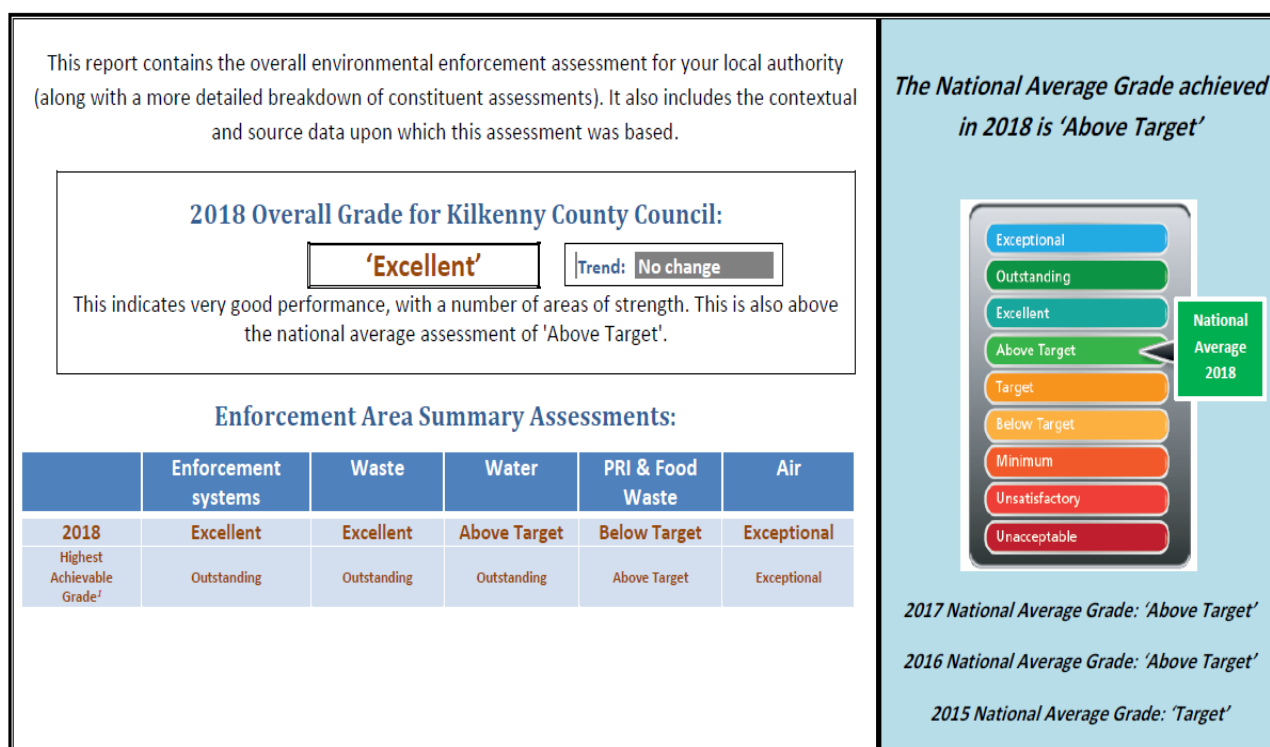 This report contains the overall environmental enforcement assessment for your local authority
(along with a more detailed breakdown of constituent assessments). It also includes the contextual
and source data upon which this assessment was based.
2018 Overall Grade for Kilkenny County Council:
‘Excellent’
Trend: No change
This indicates very good performance, with a number of areas of strength. This is also above
the national average assessment of 'Above Target'.
Enforcement Area Summary Assessments:
Enforcement systems Waste Water PRI & Food Waste Air
2018 Excellent Excellent Above Target Below Target Exceptional
Highest Achievable Grade¹ Outstanding Outstanding Outstanding Above Target Exceptional
The National Average Grade achieved
in 2018 is ‘Above Target’
Exceptional
Outstanding
Excellent
Above Target
Target
Below Target
Minimum
Unsatisfactory
Unacceptable
National
Average
2018
2017 National Average Grade: ‘Above Target’
2016 National Average Grade: ‘Above Target’
2015 National Average Grade: ‘Target’